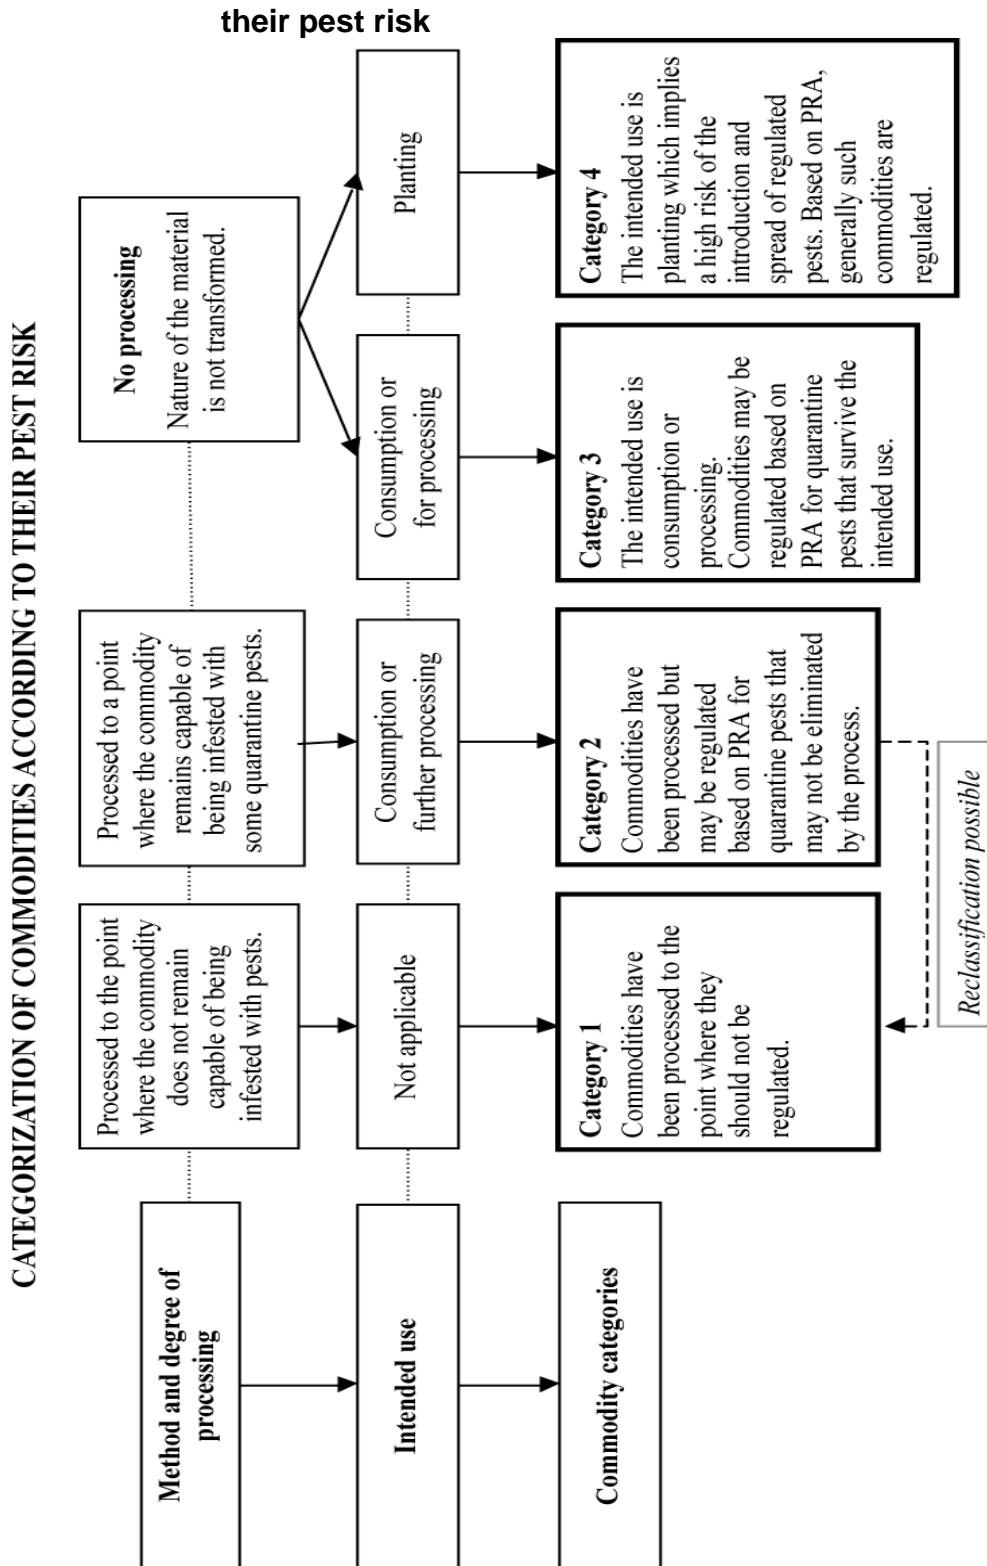 their pest risk
CATEGORIZATION OF COMMODITIES ACCORDING TO THEIR PEST RISK
Method and degree of
processing
Processed to the point
where the commodity
does not remain
capable of being
infested with pests.
Processed to a point
where the commodity
remains capable of
being infested with
some quarantine pests.
No processing
Nature of the material
is not transformed.
Intended use
Not applicable
Consumption or
further processing
Consumption or
for processing
Planting
Commodity categories
Category 1
Commodities have
been processed to the
point where they
should not be
regulated.
Category 2
Commodities have
been processed but
may be regulated
based on PRA for
quarantine pests that
may not be eliminated
by the process.
Category 3
The intended use is
consumption or
processing.
Commodities may be
regulated based on
PRA for quarantine
pests that survive the
intended use.
Category 4
The intended use is
planting which implies
a high risk of the
introduction and
spread of regulated
pests. Based on PRA,
generally such
commodities are
regulated.
Reclassification possible